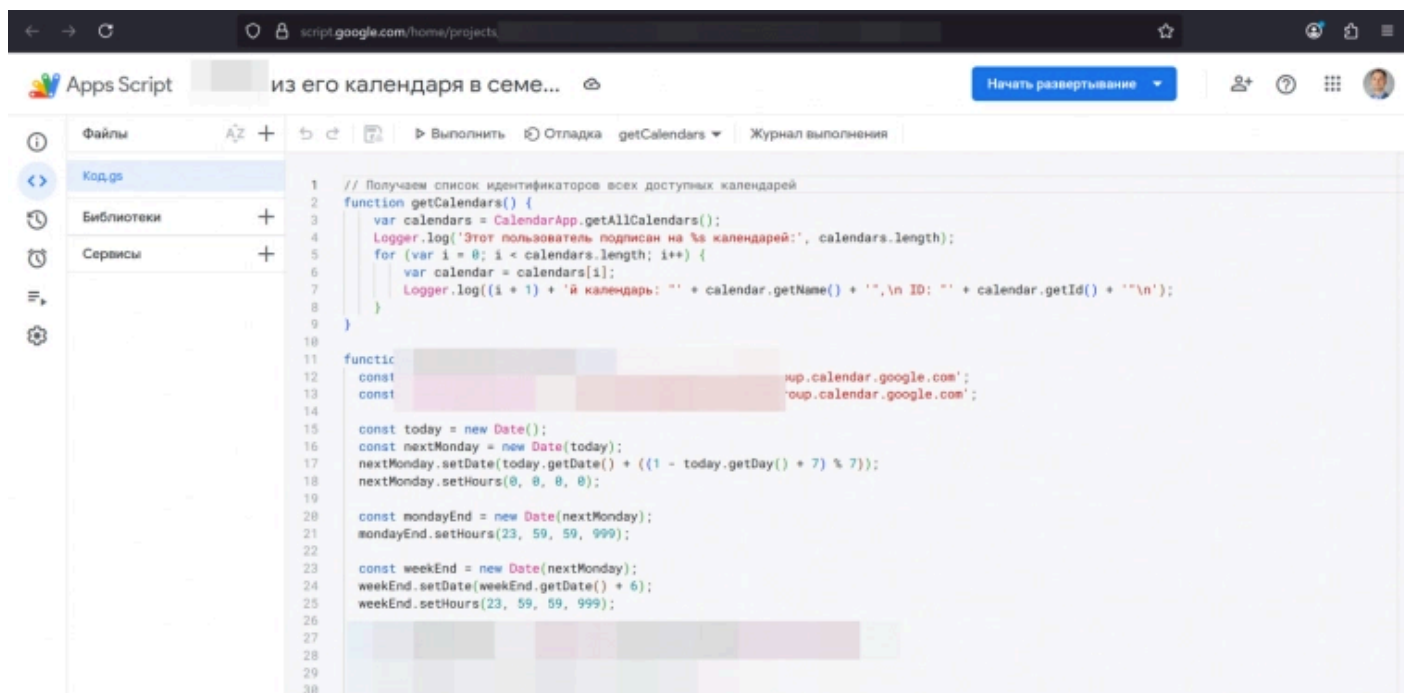 script.google.com/home/projects
Apps Script
из его календаря в семе...
Начать развертывание
Файлы
Выполнить
Отладка
getCalendars
Журнал выполнения
Код.gs
Библиотеки
Сервисы
1 // Получаем список идентификаторов всех доступных календарей
2 function getCalendars() {
3 var calendars = CalendarApp.getAllCalendars();
4 Logger.log('Этот пользователь подписан на %s календарей:', calendars.length);
5 for (var i = 0; i < calendars.length; i++) {
6 var calendar = calendars[i];
7 Logger.log((i + 1) + 'й календарь: "' + calendar.getName() + '",\n ID: "' + calendar.getId() + '"\n');
8 }
9 }
10
11 functio
12 const up.calendar.google.com';
13 const roup.calendar.google.com';
14
15 const today = new Date();
16 const nextMonday = new Date(today);
17 nextMonday.setDate(today.getDate() + ((1 - today.getDay() + 7) % 7));
18 nextMonday.setHours(0, 0, 0, 0);
19
20 const mondayEnd = new Date(nextMonday);
21 mondayEnd.setHours(23, 59, 59, 999);
22
23 const weekEnd = new Date(nextMonday);
24 weekEnd.setDate(weekEnd.getDate() + 6);
25 weekEnd.setHours(23, 59, 59, 999);
26
27
28
29
30